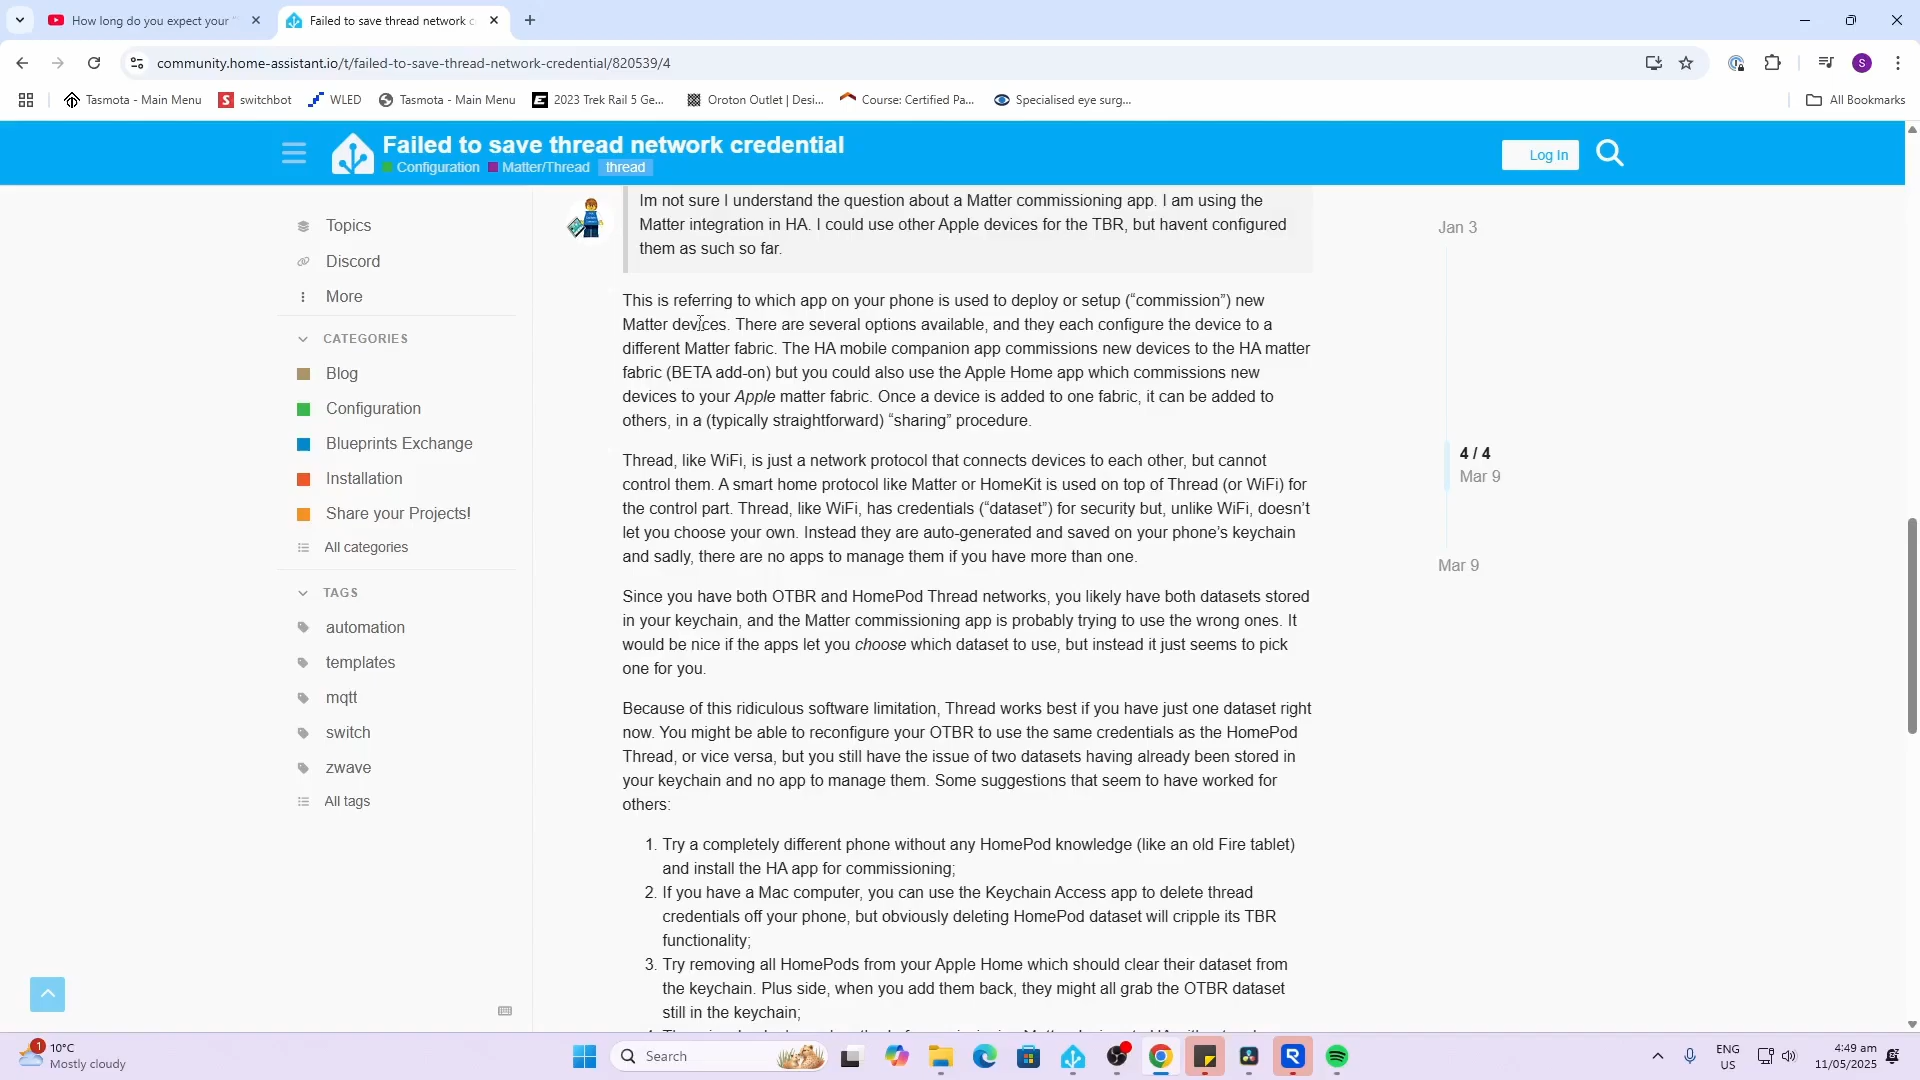 How long do you expect your "
Failed to save thread network c
community.home-assistant.io/t/failed-to-save-thread-network-credential/820539/4
S
Tasmota - Main Menu
switchbot
WLED
Tasmota - Main Menu
2023 Trek Rail 5 Ge...
Oroton Outlet | Desi...
Course: Certified Pa...
Specialised eye surg...
All Bookmarks
Failed to save thread network credential
Configuration Matter/Thread thread
Log In
Topics
Discord
More
CATEGORIES
Blog
Configuration
Blueprints Exchange
Installation
Share your Projects!
All categories
TAGS
automation
templates
mqtt
switch
zwave
All tags
Im not sure I understand the question about a Matter commissioning app. I am using the
Matter integration in HA. I could use other Apple devices for the TBR, but havent configured
them as such so far.
This is referring to which app on your phone is used to deploy or setup (“commission”) new
Matter devices. There are several options available, and they each configure the device to a
different Matter fabric. The HA mobile companion app commissions new devices to the HA matter
fabric (BETA add-on) but you could also use the Apple Home app which commissions new
devices to your Apple matter fabric. Once a device is added to one fabric, it can be added to
others, in a (typically straightforward) “sharing” procedure.
Thread, like WiFi, is just a network protocol that connects devices to each other, but cannot
control them. A smart home protocol like Matter or HomeKit is used on top of Thread (or WiFi) for
the control part. Thread, like WiFi, has credentials (“dataset”) for security but, unlike WiFi, doesn’t
let you choose your own. Instead they are auto-generated and saved on your phone’s keychain
and sadly, there are no apps to manage them if you have more than one.
Since you have both OTBR and HomePod Thread networks, you likely have both datasets stored
in your keychain, and the Matter commissioning app is probably trying to use the wrong ones. It
would be nice if the apps let you choose which dataset to use, but instead it just seems to pick
one for you.
Because of this ridiculous software limitation, Thread works best if you have just one dataset right
now. You might be able to reconfigure your OTBR to use the same credentials as the HomePod
Thread, or vice versa, but you still have the issue of two datasets having already been stored in
your keychain and no app to manage them. Some suggestions that seem to have worked for
others:
1. Try a completely different phone without any HomePod knowledge (like an old Fire tablet)
and install the HA app for commissioning;
2. If you have a Mac computer, you can use the Keychain Access app to delete thread
credentials off your phone, but obviously deleting HomePod dataset will cripple its TBR
functionality;
3. Try removing all HomePods from your Apple Home which should clear their dataset from
the keychain. Plus side, when you add them back, they might all grab the OTBR dataset
still in the keychain;
Jan 3
4 / 4
Mar 9
Mar 9
1
10°C
Mostly cloudy
Search
ENG
US
4:49 am
11/05/2025